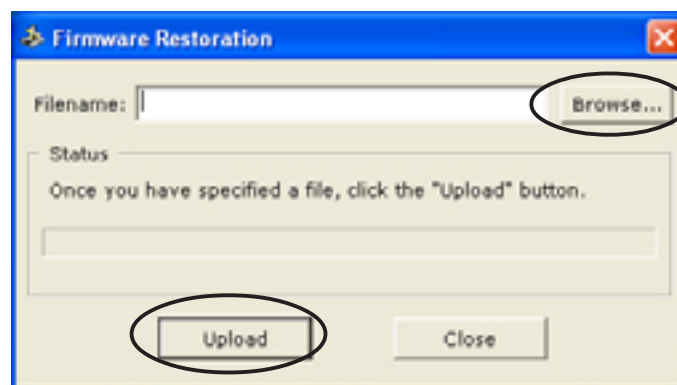 Firmware Restoration
Filename:
Browse...
Status
Once you have specified a file, click the "Upload" button.
Upload
Close